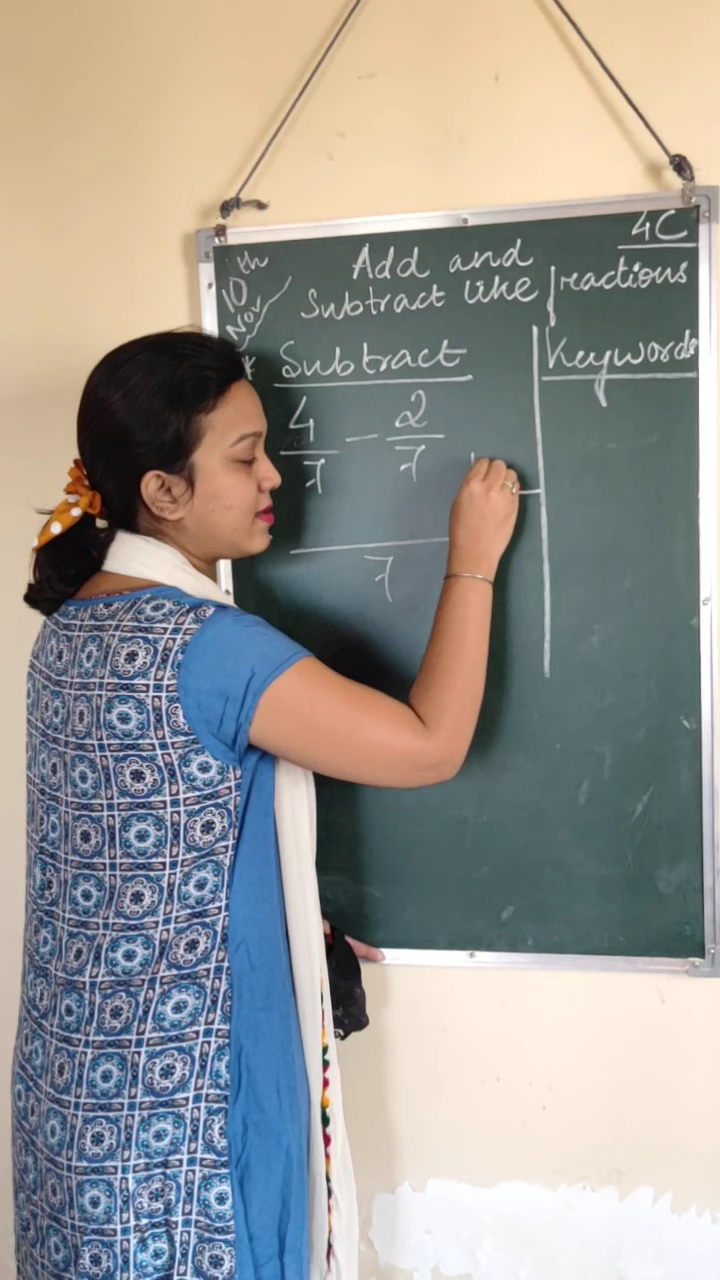 4C
10th
Nov
Add and
Subtract like fractions
* Subtract
Keywords
4/7 - 2/7
7